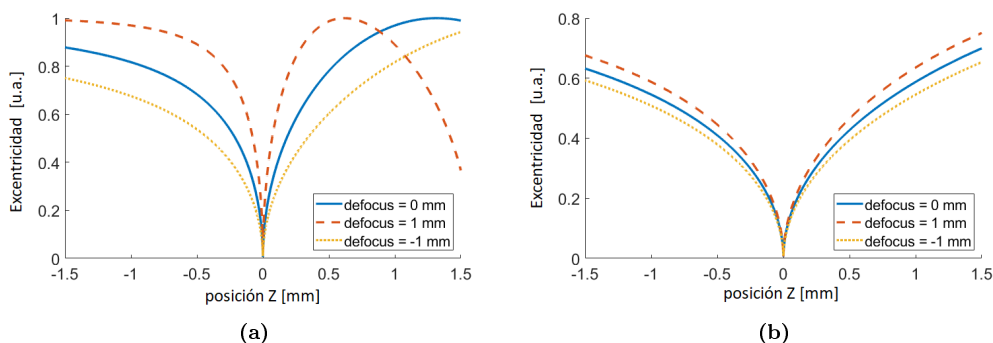 Excentricidad [u.a.]
1
0.8
0.6
0.4
0.2
0
-1.5 -1 -0.5 0 0.5 1 1.5
posición Z [mm]
defocus = 0 mm
defocus = 1 mm
defocus = -1 mm
(a)
Excentricidad [u.a.]
0.8
0.6
0.4
0.2
0
-1.5 -1 -0.5 0 0.5 1 1.5
posición Z [mm]
defocus = 0 mm
defocus = 1 mm
defocus = -1 mm
(b)